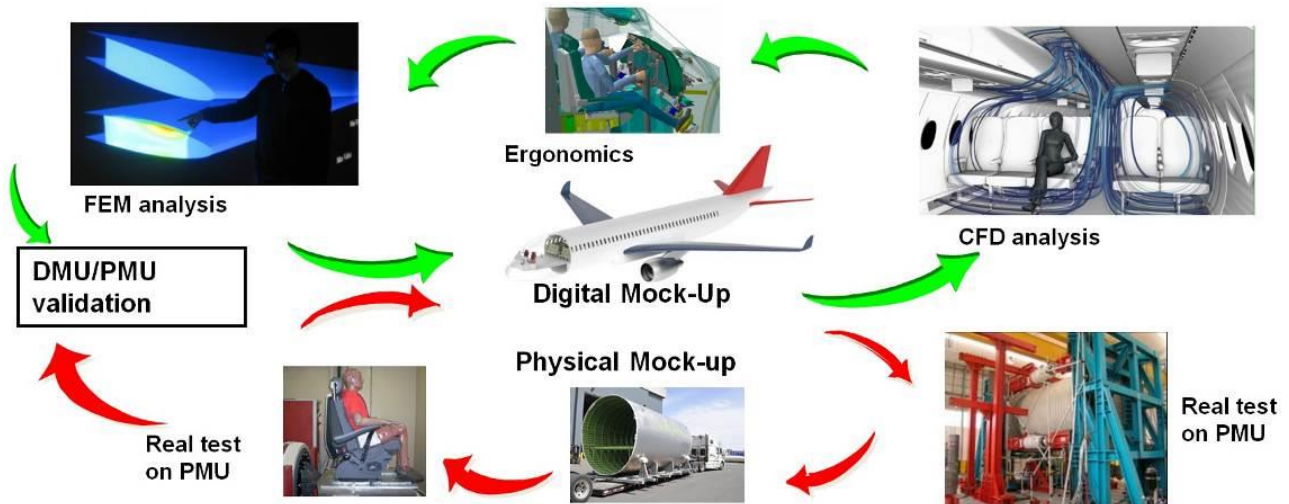 Ergonomics
FEM analysis
CFD analysis
DMU/PMU
validation
Digital Mock-Up
Physical Mock-up
Real test
on PMU
Real test
on PMU